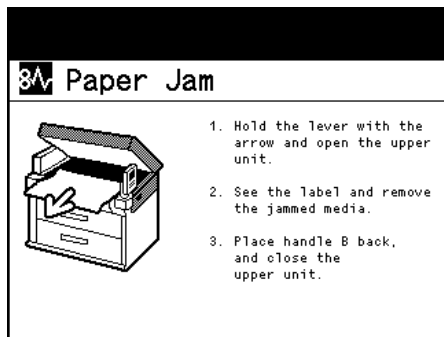 Paper Jam
1. Hold the lever with the
arrow and open the upper
unit.
2. See the label and remove
the jammed media.
3. Place handle B back,
and close the
upper unit.